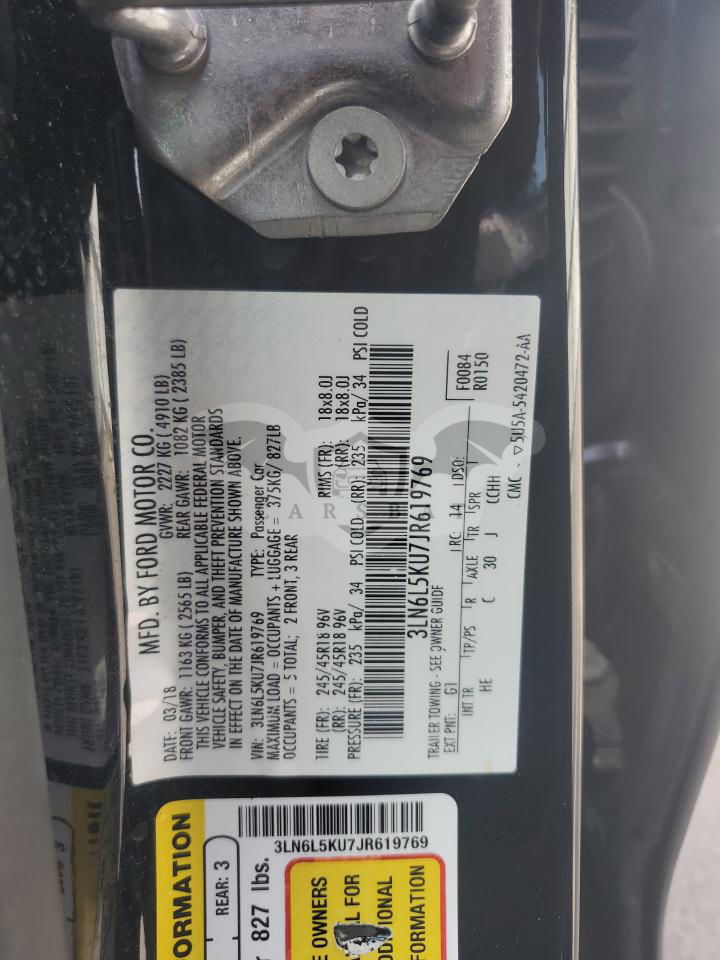 MFD. BY FORD MOTOR CO.
DATE: 03/18 GVWR: 2227 KG ( 4910 LB)
FRONT GAWR: 1163 KG ( 2565 LB) REAR GAWR: 1082 KG ( 2385 LB)
THIS VEHICLE CONFORMS TO ALL APPLICABLE FEDERAL MOTOR
VEHICLE SAFETY, BUMPER, AND THEFT PREVENTION STANDARDS
IN EFFECT ON THE DATE OF MANUFACTURE SHOWN ABOVE.
VIN: 3LN6L5KU7JR619769 TYPE: Passenger Car
MAXIMUM LOAD = OCCUPANTS + LUGGAGE = 375KG/ 827LB
OCCUPANTS = 5 TOTAL; 2 FRONT, 3 REAR
TIRE (FR): 245/45R18 96V RIMS (FR): 18x8.0J
(RR): 245/45R18 96V (RR): 18x8.0J
PRESSURE (FR): 235 kPa/ 34 PSI COLD (RR): 235 kPa/ 34 PSI COLD
3LN6L5KU7JR619769
TRAILER TOWING - SEE OWNER GUIDE
EXT PNT: G1 RC: 14 DSO: F0084
R0150
INT TR TP/PS R AXLE TR SPR
HE C 30 J CCHH
CMC - 5U5A-5420472-AA
ORMATION
REAR: 3
827 lbs.
3LN6L5KU7JR619769
E OWNERS
L FOR
DDITIONAL
FORMATION